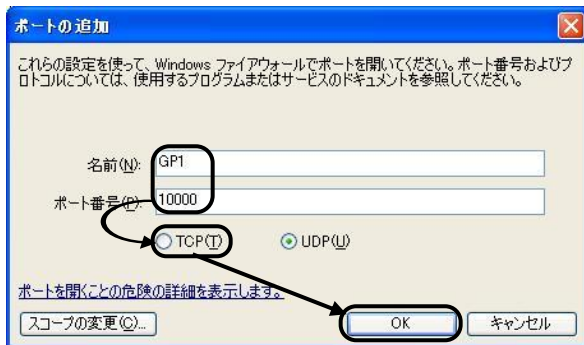 ポートの追加
これらの設定を使って、Windows ファイアウォールでポートを開いてください。ポート番号およびプ
ロトコルについては、使用するプログラムまたはサービスのドキュメントを参照してください。
名前(N): GP1
ポート番号(P): 10000
TCP(T) UDP(U)
ポートを開くことの危険の詳細を表示します。
スコープの変更(C)... OK キャンセル